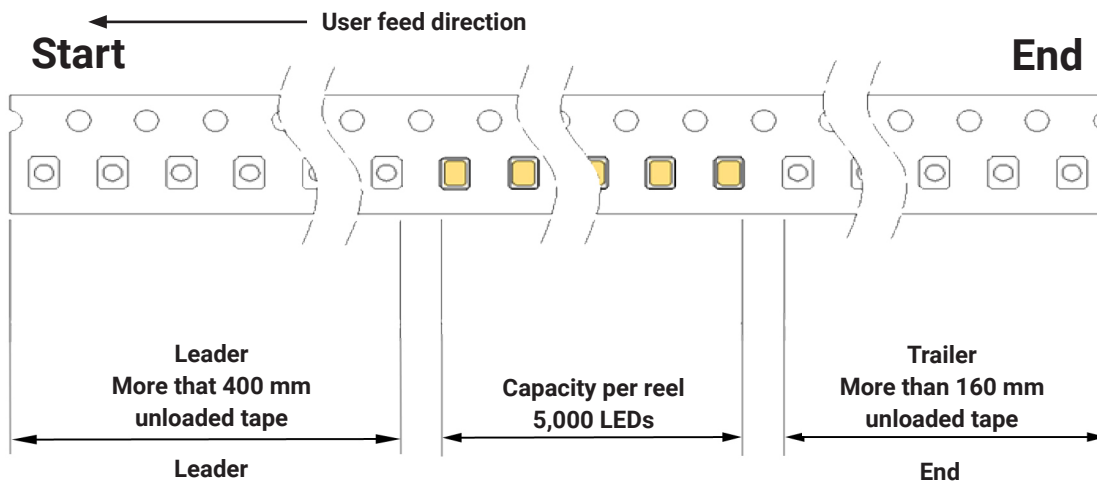 User feed direction
Start
End
Leader
More that 400 mm
unloaded tape
Capacity per reel
5,000 LEDs
Trailer
More than 160 mm
unloaded tape
Leader
End